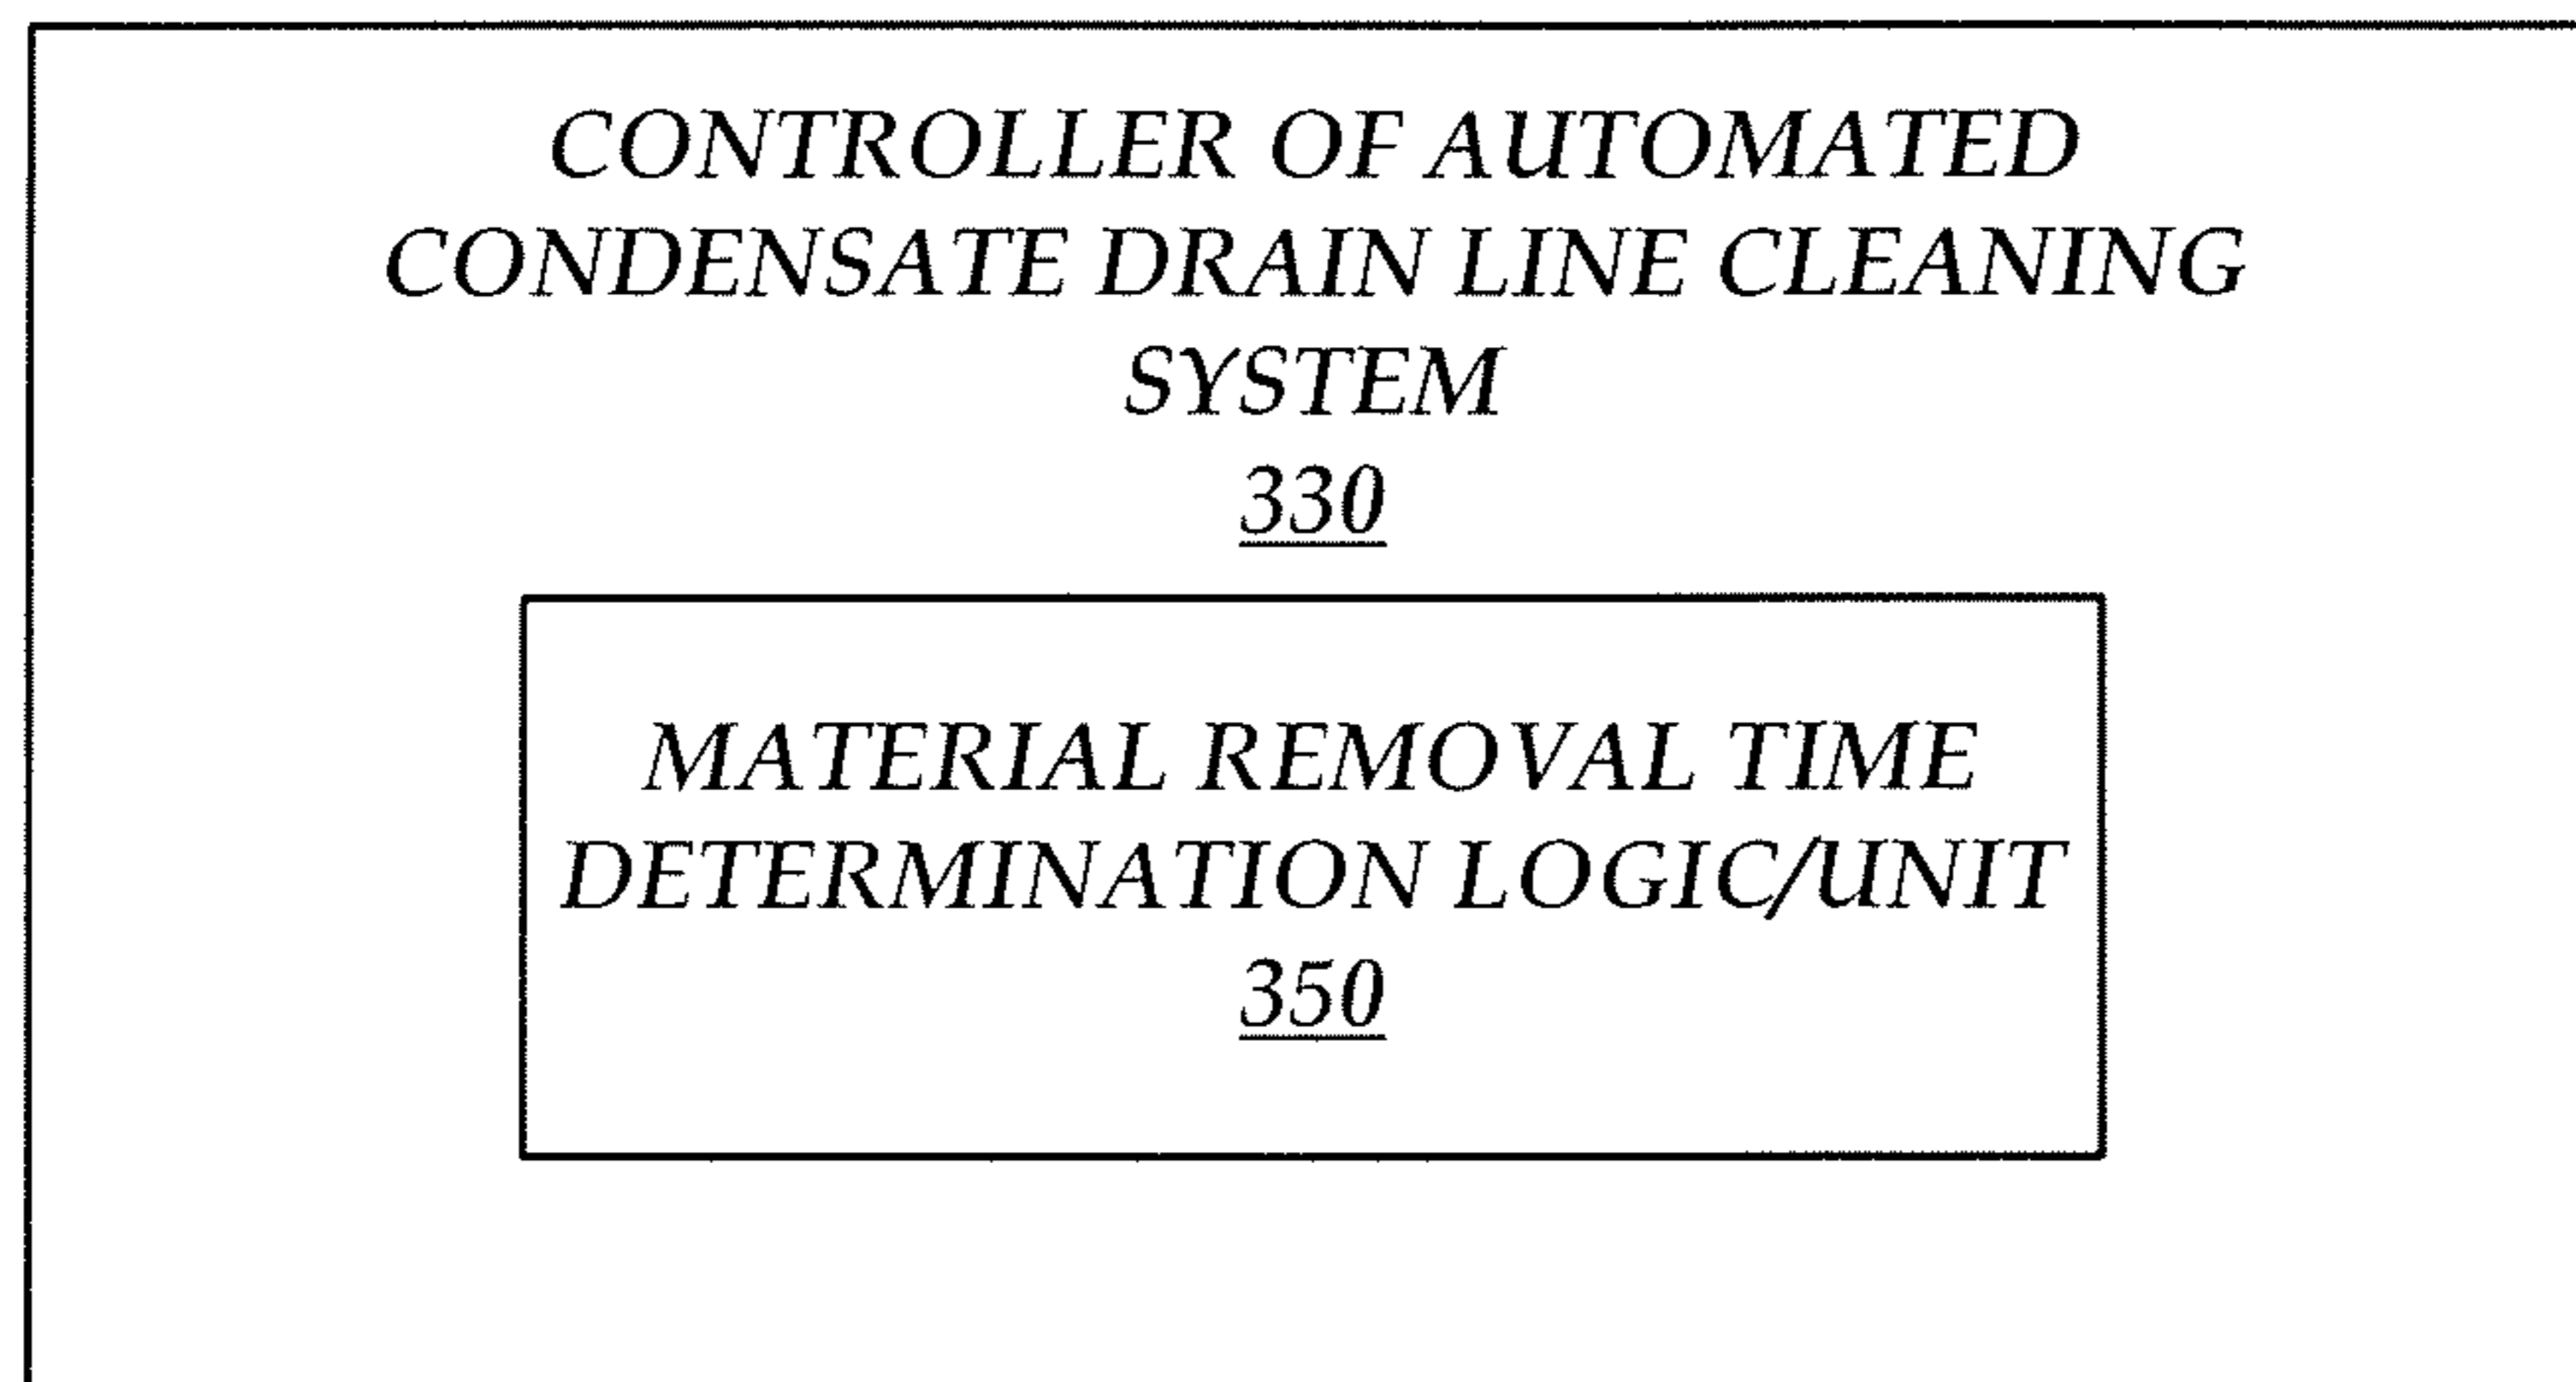 CONTROLLER OF AUTOMATED
CONDENSATE DRAIN LINE CLEANING
SYSTEM
330
MATERIAL REMOVAL TIME
DETERMINATION LOGIC/UNIT
350